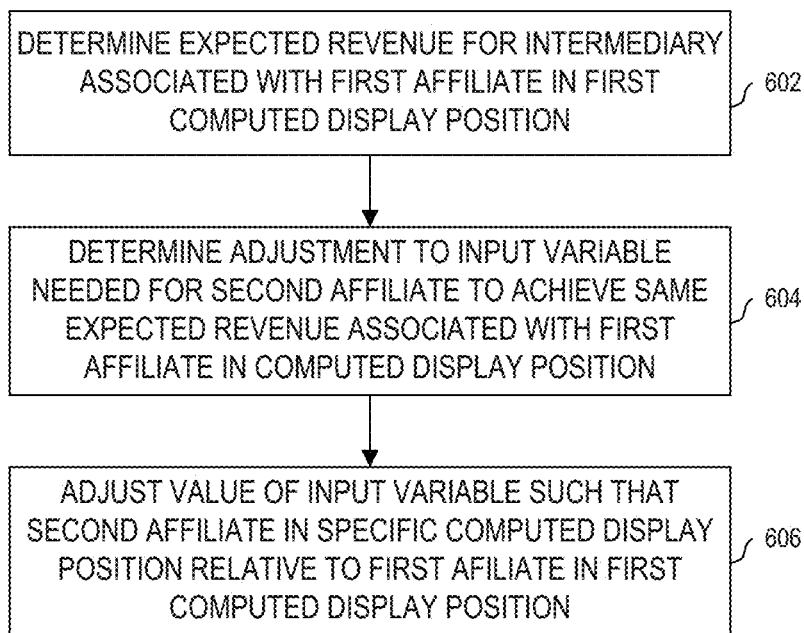 DETERMINE EXPECTED REVENUE FOR INTERMEDIARY
ASSOCIATED WITH FIRST AFFILIATE IN FIRST
COMPUTED DISPLAY POSITION
602
DETERMINE ADJUSTMENT TO INPUT VARIABLE
NEEDED FOR SECOND AFFILIATE TO ACHIEVE SAME
EXPECTED REVENUE ASSOCIATED WITH FIRST
AFFILIATE IN COMPUTED DISPLAY POSITION
604
ADJUST VALUE OF INPUT VARIABLE SUCH THAT
SECOND AFFILIATE IN SPECIFIC COMPUTED DISPLAY
POSITION RELATIVE TO FIRST AFILIATE IN FIRST
COMPUTED DISPLAY POSITION
606